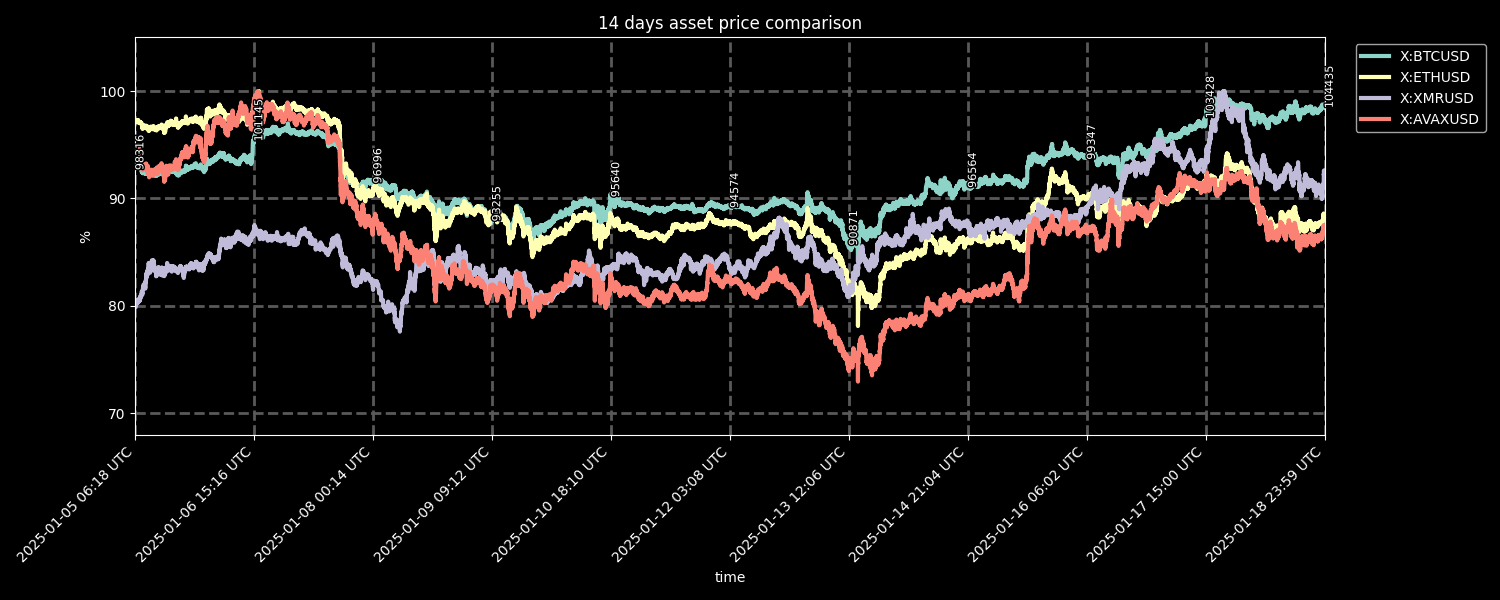 14 days asset price comparison
X:BTCUSD
X:ETHUSD
X:XMRUSD
X:AVAXUSD
%
100
90
80
70
98316
101145
96996
93255
95640
94574
90871
96564
99347
103428
104435
2025-01-05 06:18 UTC
2025-01-06 15:16 UTC
2025-01-08 00:14 UTC
2025-01-09 09:12 UTC
2025-01-10 18:10 UTC
2025-01-12 03:08 UTC
2025-01-13 12:06 UTC
2025-01-14 21:04 UTC
2025-01-16 06:02 UTC
2025-01-17 15:00 UTC
2025-01-18 23:59 UTC
time